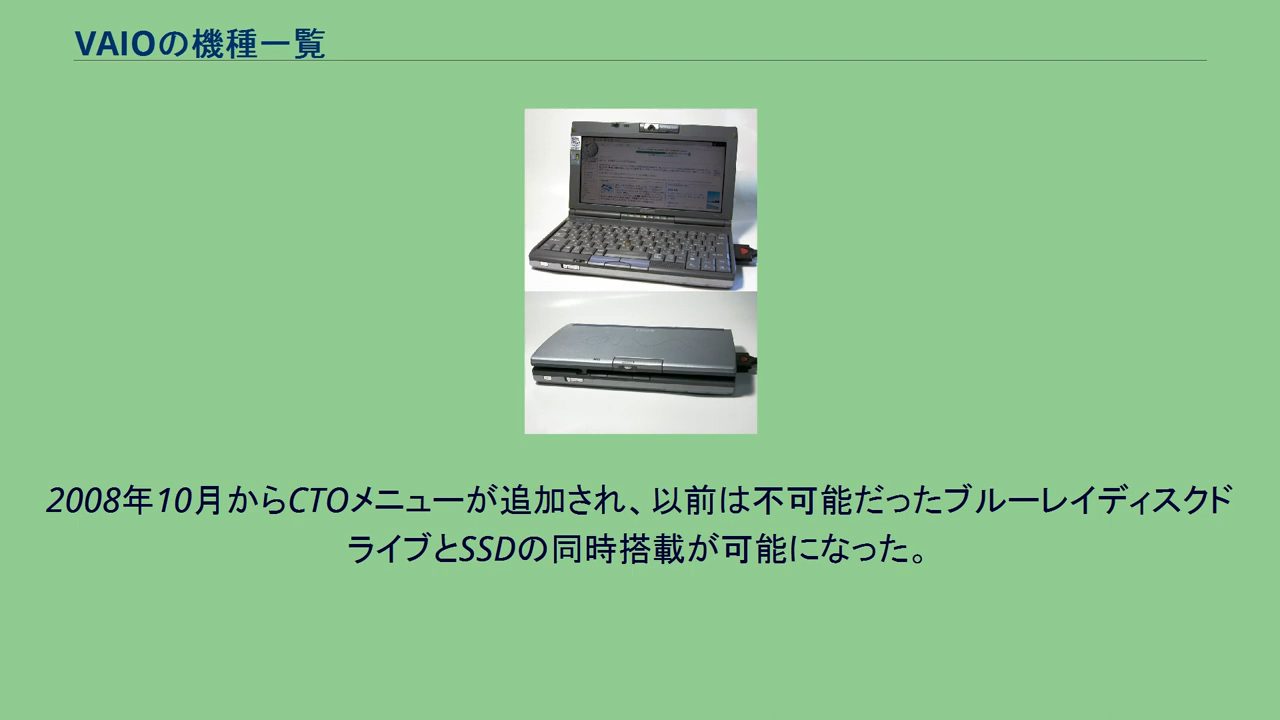 VAIOの機種一覧
2008年10月からCTOメニューが追加され、以前は不可能だったブルーレイディスクド
ライブとSSDの同時搭載が可能になった。